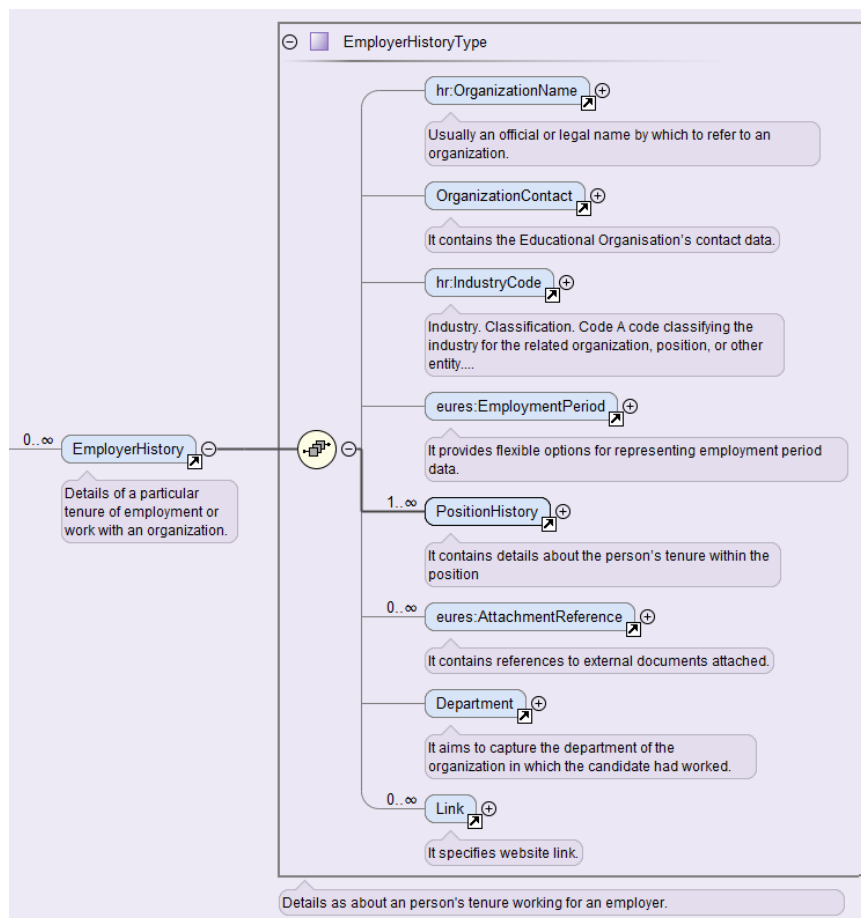 EmployerHistoryType
hr:OrganizationName
Usually an official or legal name by which to refer to an
organization.
OrganizationContact
It contains the Educational Organisation's contact data.
hr:IndustryCode
Industry. Classification. Code A code classifying the
industry for the related organization, position, or other
entity....
eures:EmploymentPeriod
It provides flexible options for representing employment period
data.
0..∞
EmployerHistory
Details of a particular
tenure of employment or
work with an organization.
1..∞
PositionHistory
It contains details about the person's tenure within the
position
0..∞
eures:AttachmentReference
It contains references to external documents attached.
Department
It aims to capture the department of the
organization in which the candidate had worked.
0..∞
Link
It specifies website link.
Details as about an person's tenure working for an employer.